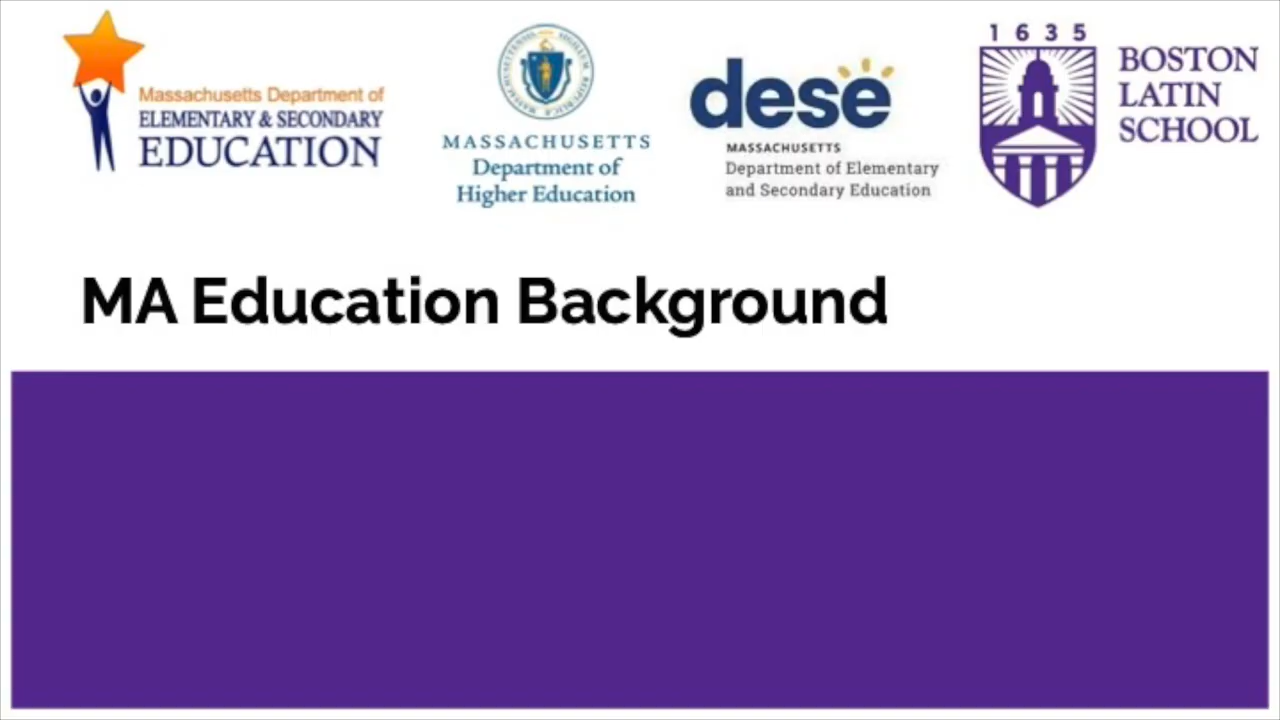 Massachusetts Department of
ELEMENTARY & SECONDARY
EDUCATION
MASSACHUSETTS
Department of
Higher Education
dese
MASSACHUSETTS
Department of Elementary
and Secondary Education
1635
BOSTON
LATIN
SCHOOL
MA Education Background